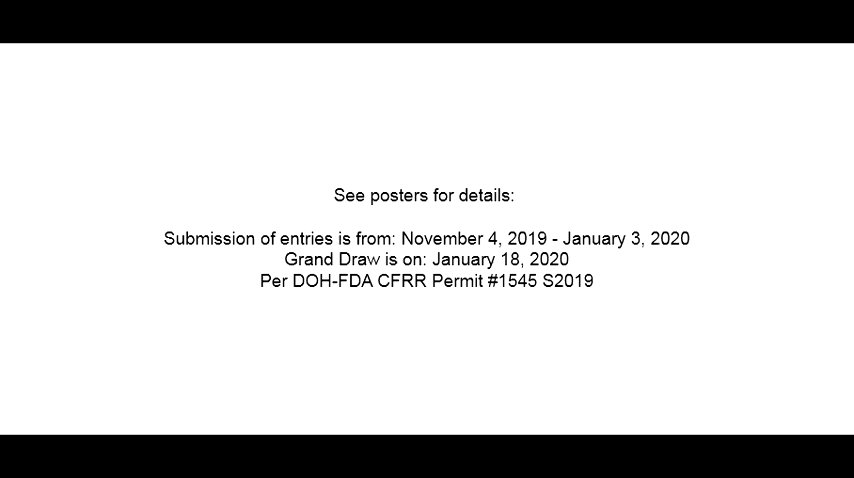 See posters for details:
Submission of entries is from: November 4, 2019 - January 3, 2020
Grand Draw is on: January 18, 2020
Per DOH-FDA CFRR Permit #1545 S2019